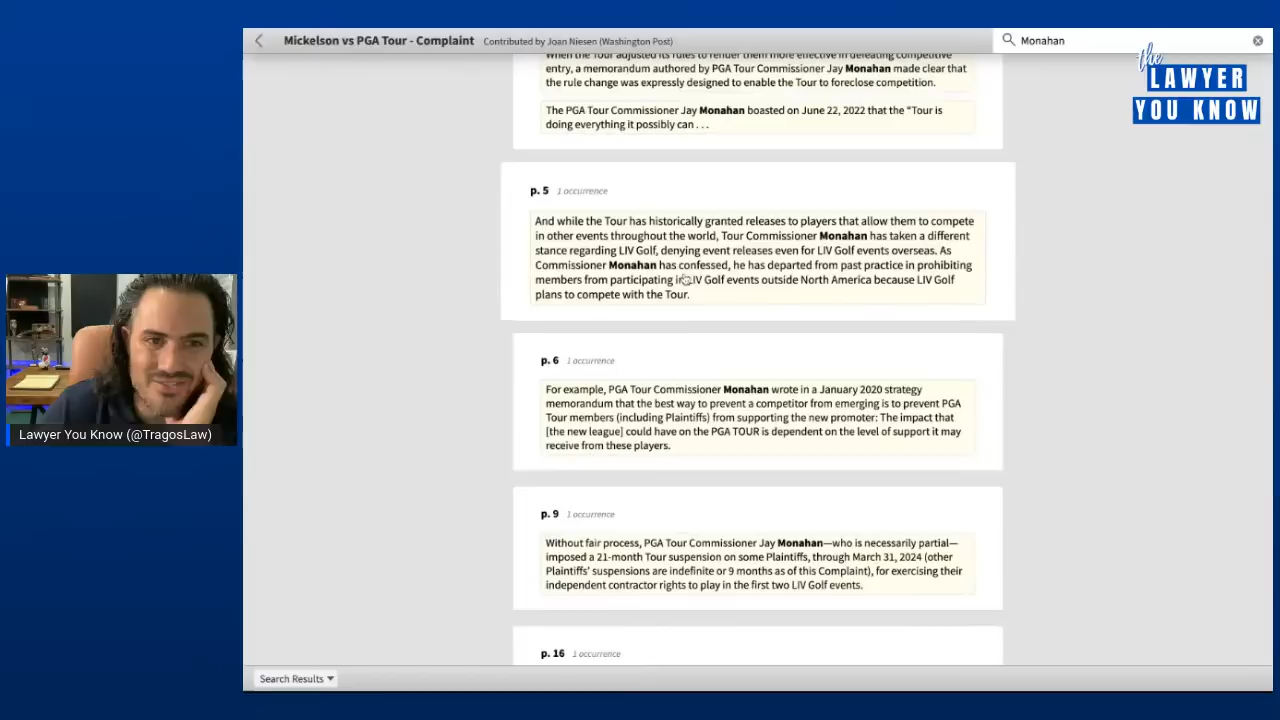 Mickelson vs PGA Tour - Complaint Contributed by Joan Niesen (Washington Post)
Monahan
the
LAWYER
YOU KNOW
When the Tour adjusted its rules to render them more effective in defeating competitive
entry, a memorandum authored by PGA Tour Commissioner Jay Monahan made clear that
the rule change was expressly designed to enable the Tour to foreclose competition.
The PGA Tour Commissioner Jay Monahan boasted on June 22, 2022 that the "Tour is
doing everything it possibly can . . .
p. 5 1 occurrence
And while the Tour has historically granted releases to players that allow them to compete
in other events throughout the world, Tour Commissioner Monahan has taken a different
stance regarding LIV Golf, denying event releases even for LIV Golf events overseas. As
Commissioner Monahan has confessed, he has departed from past practice in prohibiting
members from participating in LIV Golf events outside North America because LIV Golf
plans to compete with the Tour.
p. 6 1 occurrence
For example, PGA Tour Commissioner Monahan wrote in a January 2020 strategy
memorandum that the best way to prevent a competitor from emerging is to prevent PGA
Tour members (including Plaintiffs) from supporting the new promoter: The impact that
[the new league] could have on the PGA TOUR is dependent on the level of support it may
receive from these players.
p. 9 1 occurrence
Without fair process, PGA Tour Commissioner Jay Monahan—who is necessarily partial—
imposed a 21-month Tour suspension on some Plaintiffs, through March 31, 2024 (other
Plaintiffs' suspensions are indefinite or 9 months as of this Complaint), for exercising their
independent contractor rights to play in the first two LIV Golf events.
p. 16 1 occurrence
Search Results
Lawyer You Know (@TragosLaw)